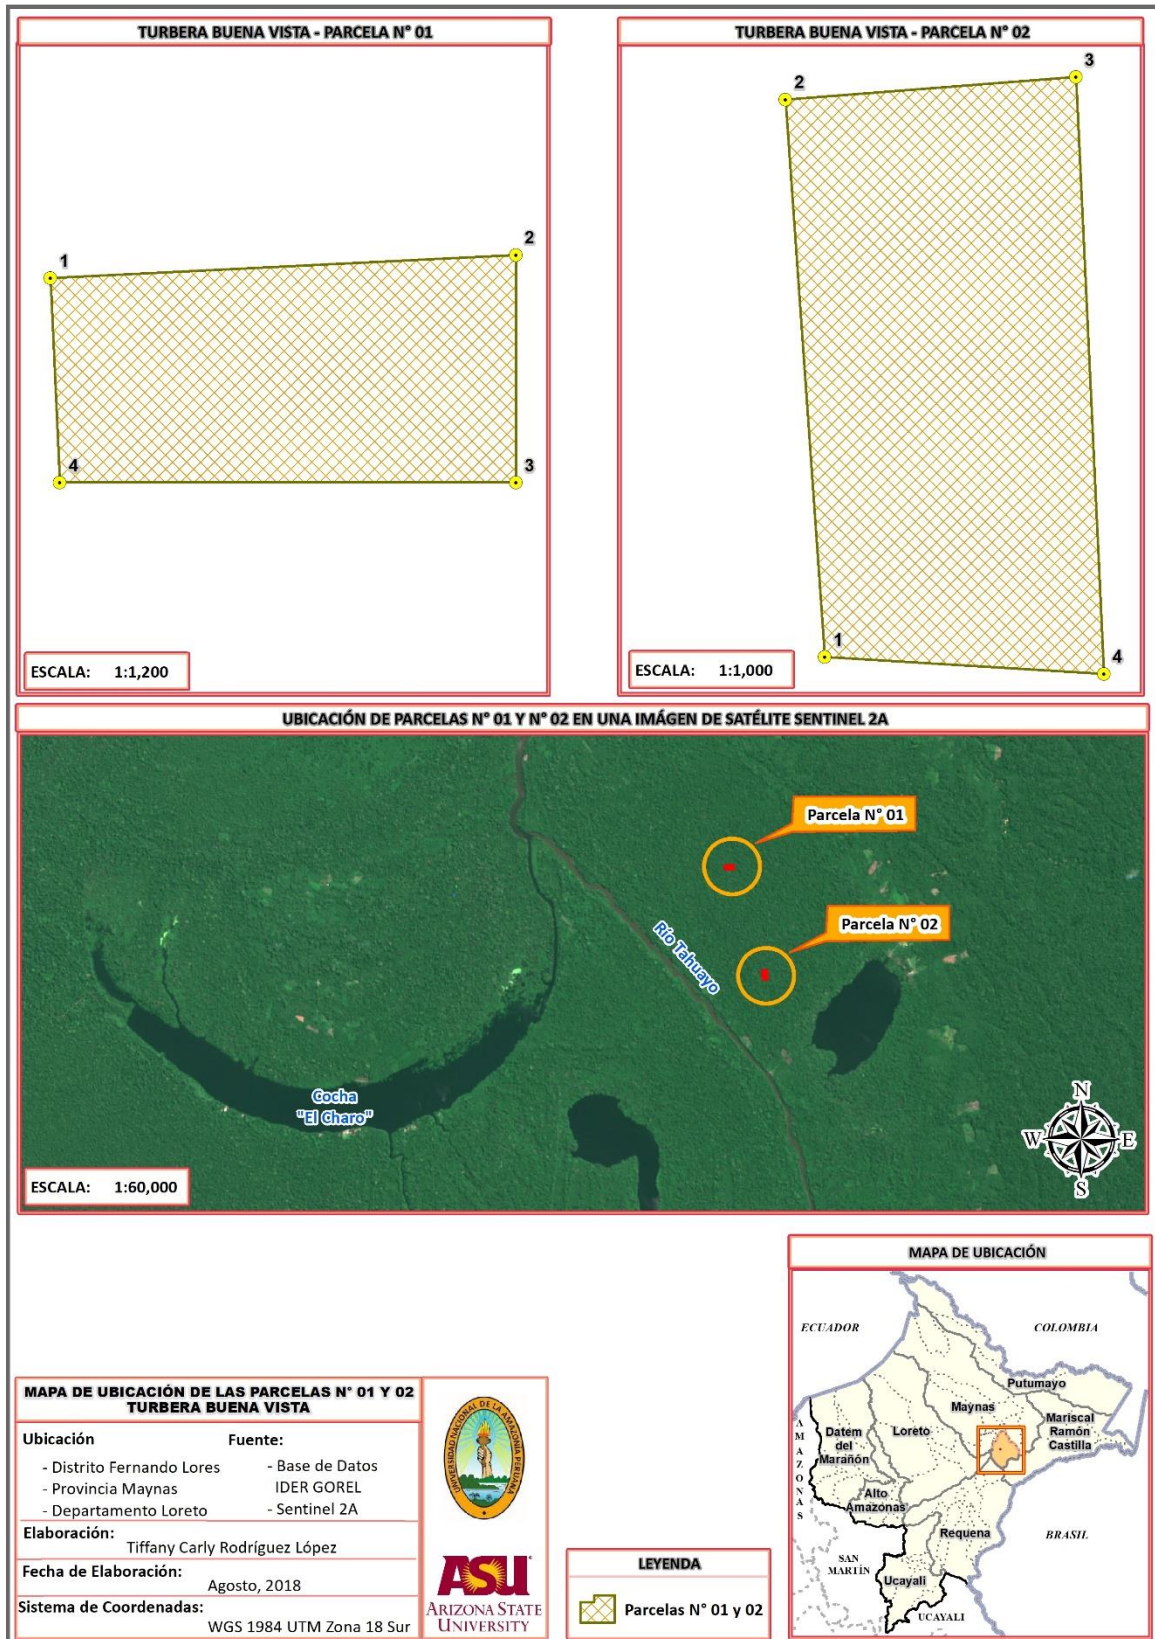 TURBERA BUENA VISTA - PARCELA N° 01
1
2
3
4
ESCALA: 1:1,200
TURBERA BUENA VISTA - PARCELA N° 02
2
3
1
4
ESCALA: 1:1,000
UBICACIÓN DE PARCELAS N° 01 Y N° 02 EN UNA IMÁGEN DE SATÉLITE SENTINEL 2A
Parcela N° 01
Parcela N° 02
Río Tahuayo
Cocha
"El Charo"
N
W
E
S
ESCALA: 1:60,000
MAPA DE UBICACIÓN
ECUADOR
COLOMBIA
Putumayo
Maynas
Mariscal
Ramón
Castilla
Loreto
Datem
del
Marañón
AMAZONAS
Alto
Amazonas
Requena
BRASIL
SAN
MARTÍN
Ucayali
UCAYALI
MAPA DE UBICACIÓN DE LAS PARCELAS N° 01 Y 02
TURBERA BUENA VISTA
Ubicación
- Distrito Fernando Lores
- Provincia Maynas
- Departamento Loreto
Fuente:
- Base de Datos
IDER GOREL
- Sentinel 2A
Elaboración:
Tiffany Carly Rodríguez López
Fecha de Elaboración:
Agosto, 2018
Sistema de Coordenadas:
WGS 1984 UTM Zona 18 Sur
UNIVERSIDAD NACIONAL DE LA AMAZONIA PERUANA
ASU
ARIZONA STATE
UNIVERSITY
LEYENDA
Parcelas N° 01 y 02